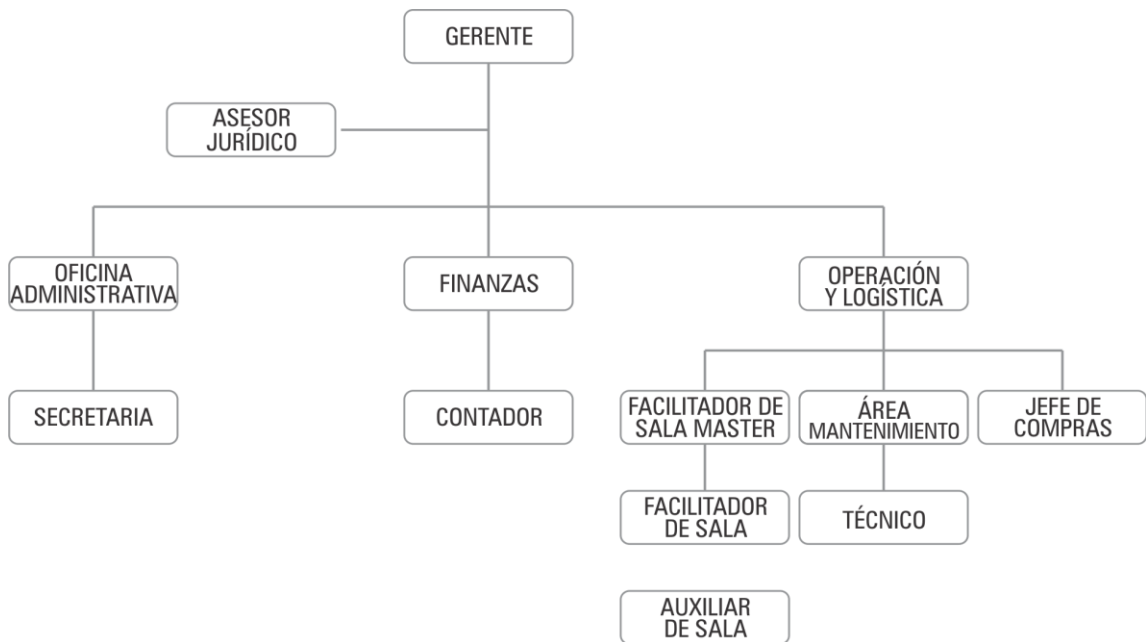 GERENTE
ASESOR
JURÍDICO
OFICINA
ADMINISTRATIVA
FINANZAS
OPERACIÓN
Y LOGÍSTICA
SECRETARIA
CONTADOR
FACILITADOR DE
SALA MASTER
ÁREA
MANTENIMIENTO
JEFE DE
COMPRAS
FACILITADOR
DE SALA
TÉCNICO
AUXILIAR
DE SALA